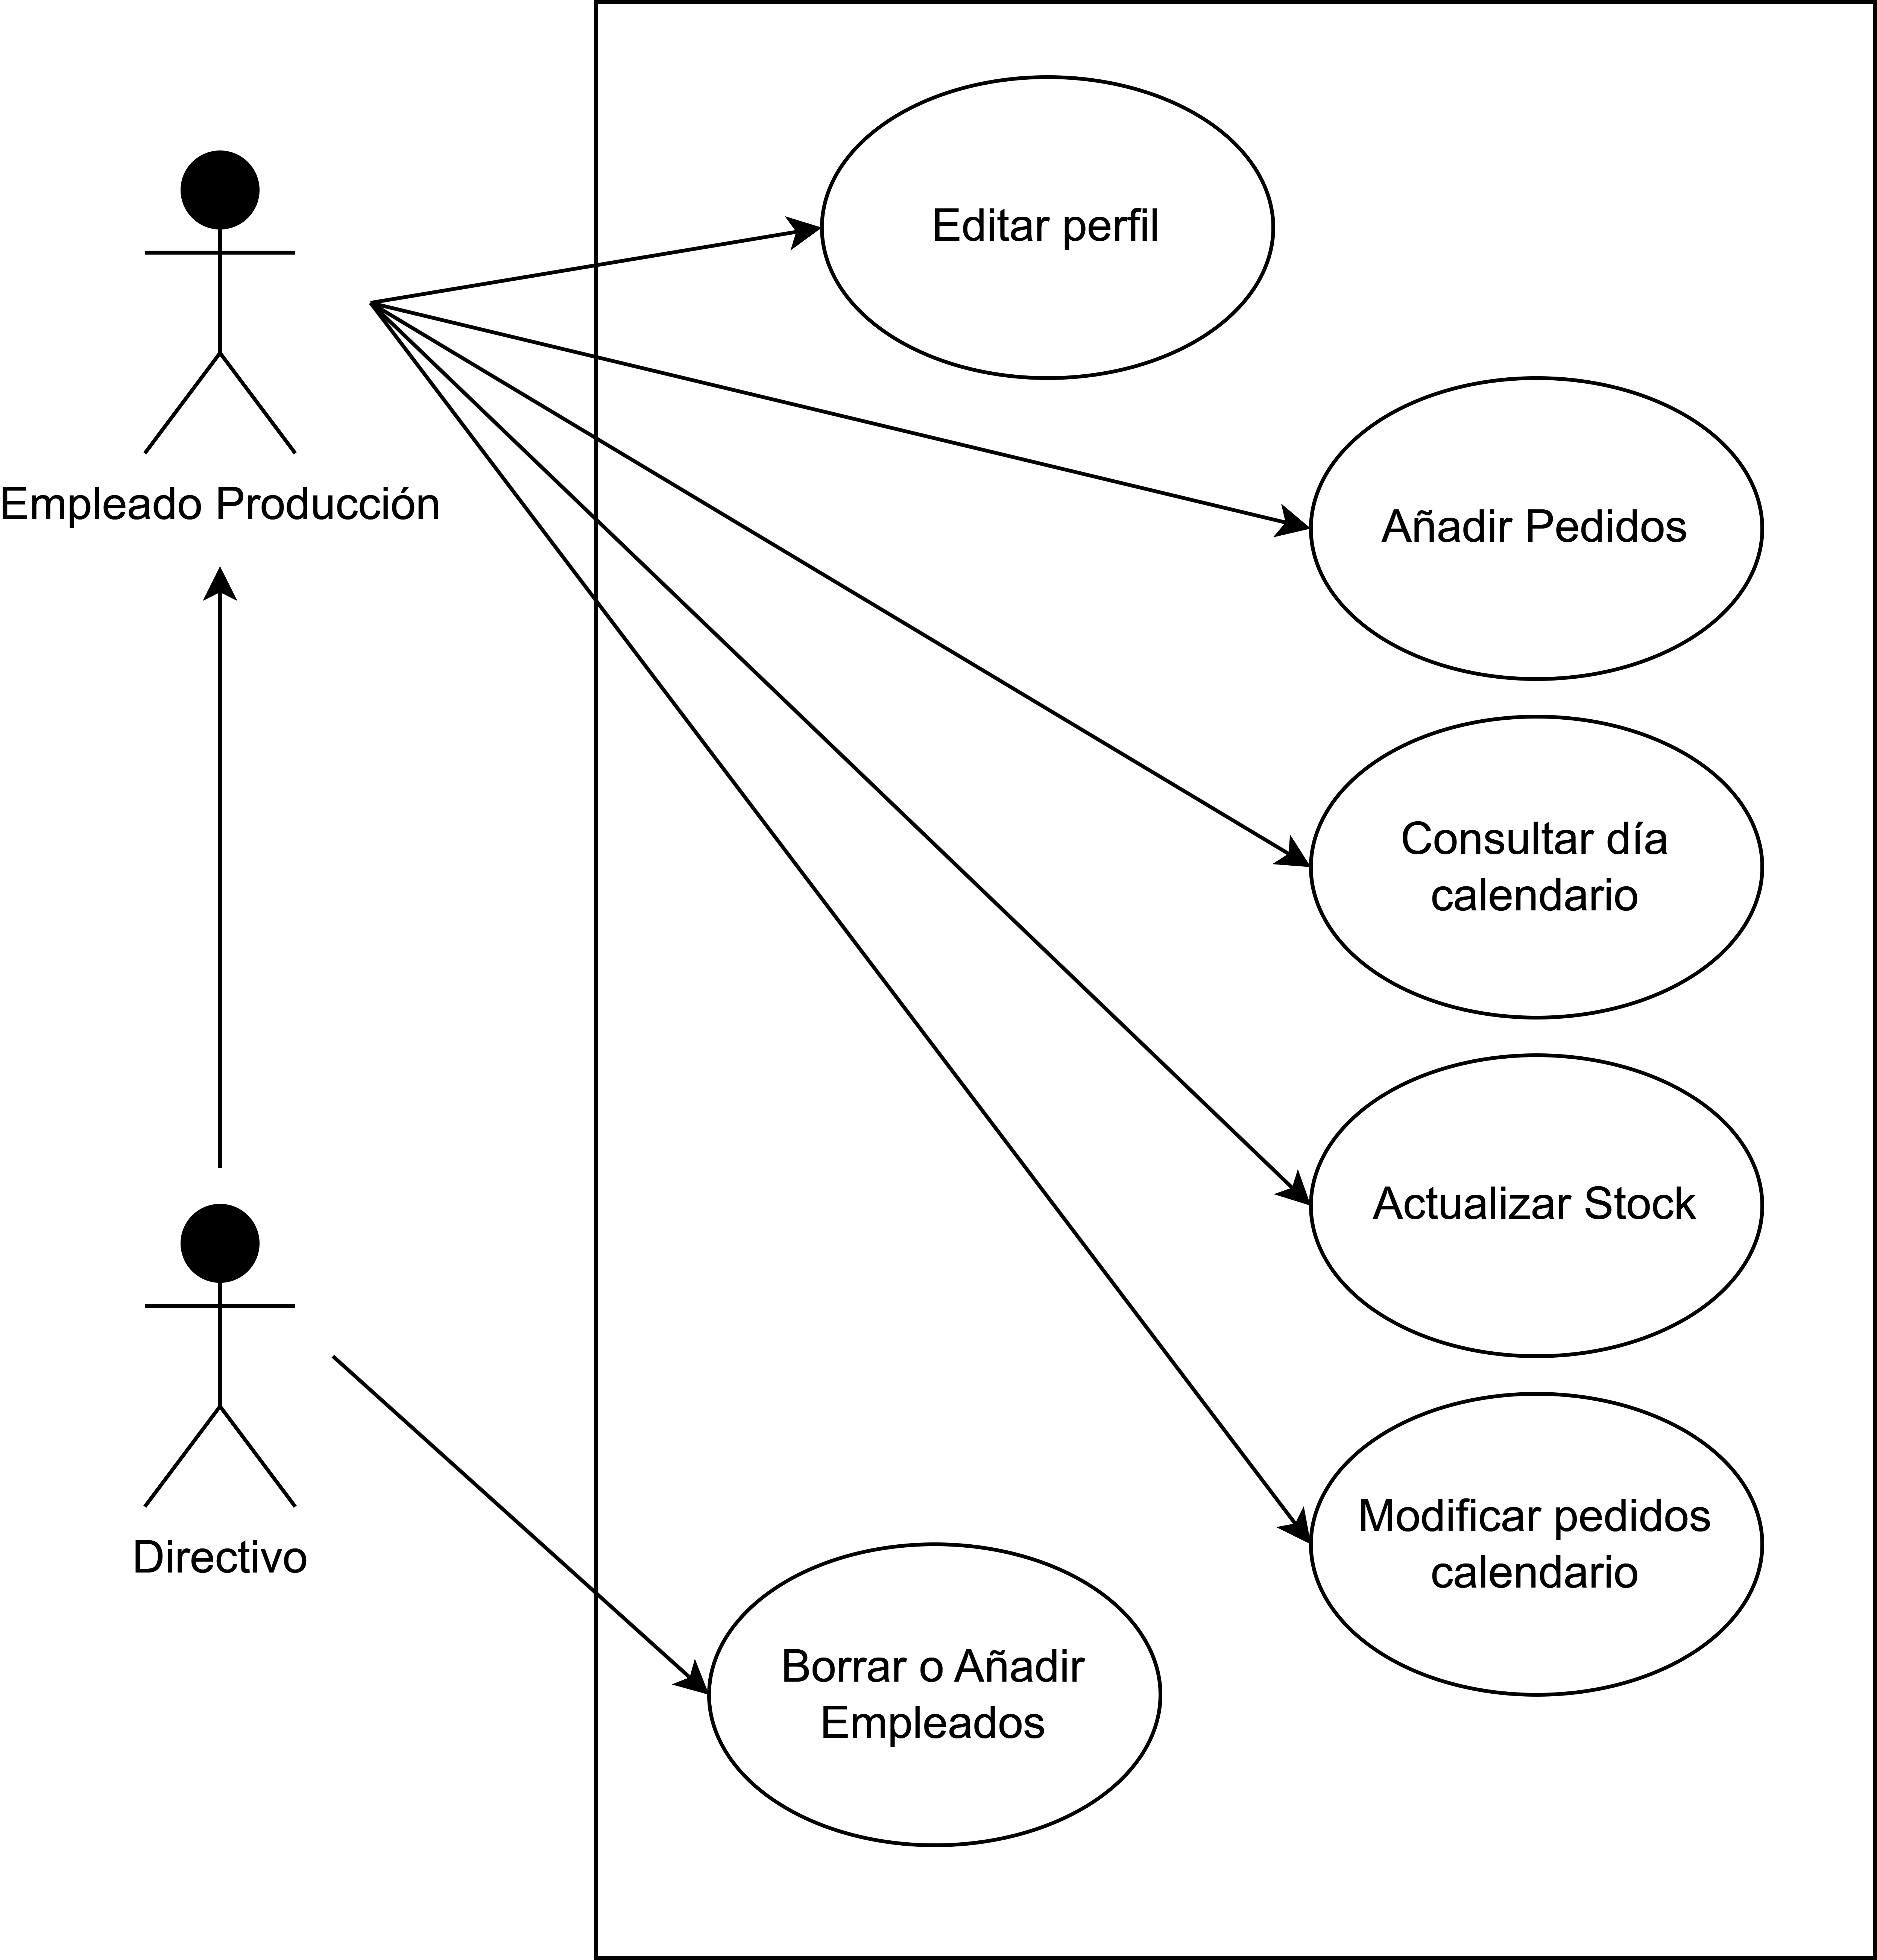 Editar perfil
Empleado Producción
Añadir Pedidos
Consultar día
calendario
Actualizar Stock
Modificar pedidos
calendario
Directivo
Borrar o Añadir
Empleados